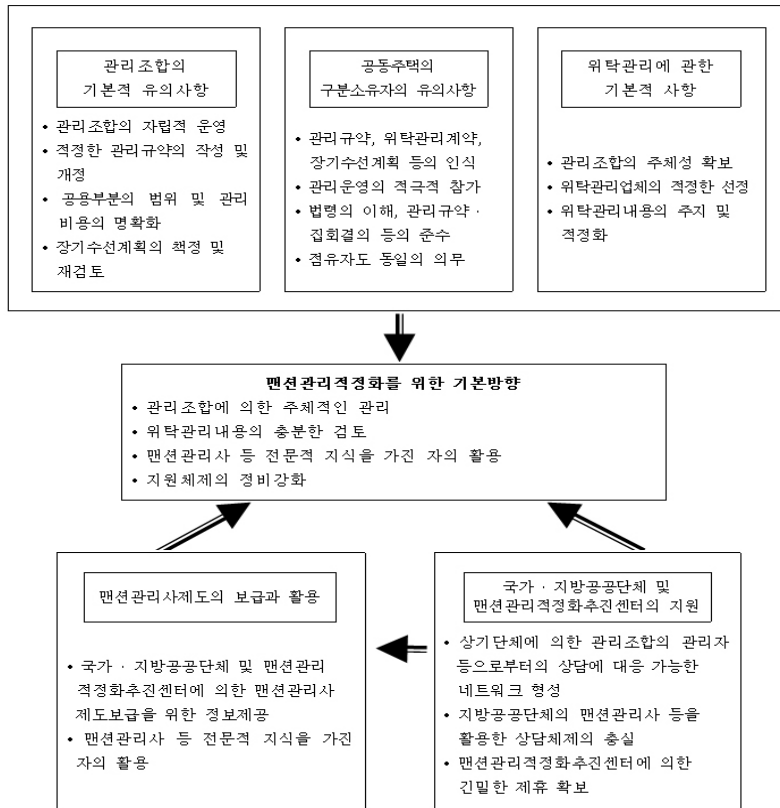 관리조합의
기본적 유의사항
• 관리조합의 자립적 운영
• 적정한 관리규약의 작성 및
개정
• 공용부분의 범위 및 관리
비용의 명확화
• 장기수선계획의 책정 및
재검토
공동주택의
구분소유자의 유의사항
• 관리규약, 위탁관리계약,
장기수선계획 등의 인식
• 관리운영의 적극적 참가
• 법령의 이해, 관리규약·
집회결의 등의 준수
• 점유자도 동일의 의무
위탁관리에 관한
기본적 사항
• 관리조합의 주체성 확보
• 위탁관리업체의 적정한 선정
• 위탁관리내용의 주지 및
적정화
맨션관리적정화를 위한 기본방향
• 관리조합에 의한 주체적인 관리
• 위탁관리내용의 충분한 검토
• 맨션관리사 등 전문적 지식을 가진 자의 활용
• 지원체제의 정비강화
맨션관리사제도의 보급과 활용
• 국가·지방공공단체 및 맨션관리
적정화추진센터에 의한 맨션관리사
제도보급을 위한 정보제공
• 맨션관리사 등 전문적 지식을 가진
자의 활용
국가·지방공공단체 및
맨션관리적정화추진센터의 지원
• 상기단체에 의한 관리조합의 관리자
등으로부터의 상담에 대응 가능한
네트워크 형성
• 지방공공단체의 맨션관리사 등을
활용한 상담체제의 충실
• 맨션관리적정화추진센터에 의한
긴밀한 제휴 확보